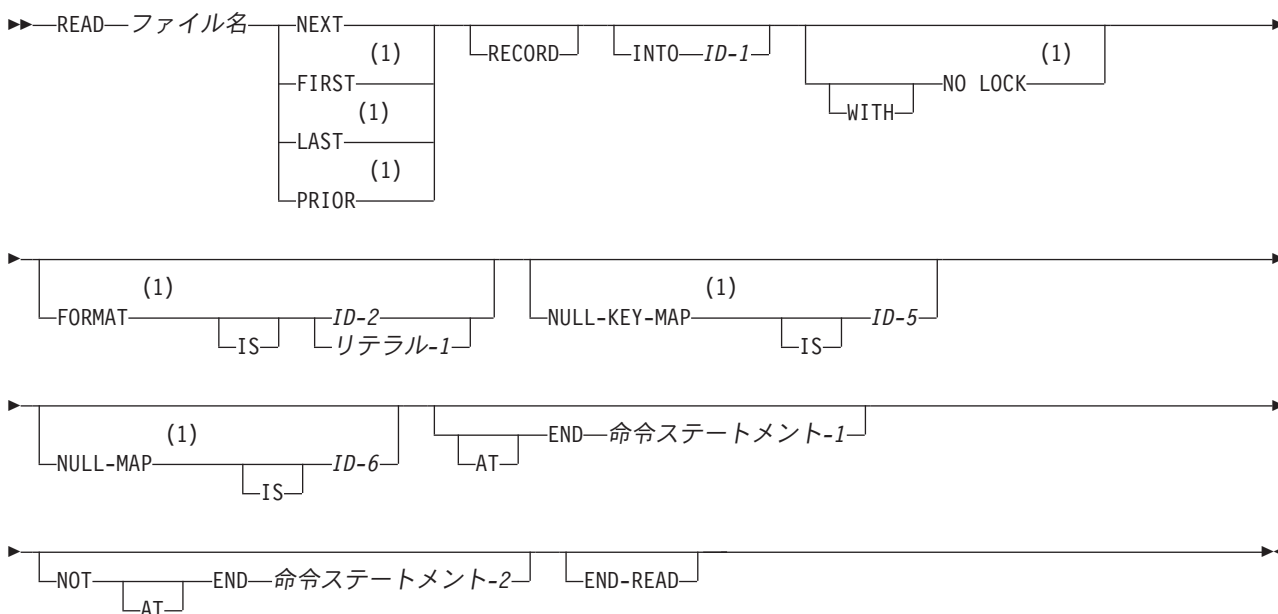 READ ファイル名 NEXT RECORD INTO ID-1 WITH NO LOCK (1)
FIRST (1)
LAST (1)
PRIOR (1)
FORMAT (1) IS ID-2 NULL-KEY-MAP (1) IS ID-5
リテラル-1
NULL-MAP (1) IS ID-6 AT END 命令ステートメント-1
NOT AT END 命令ステートメント-2 END-READ